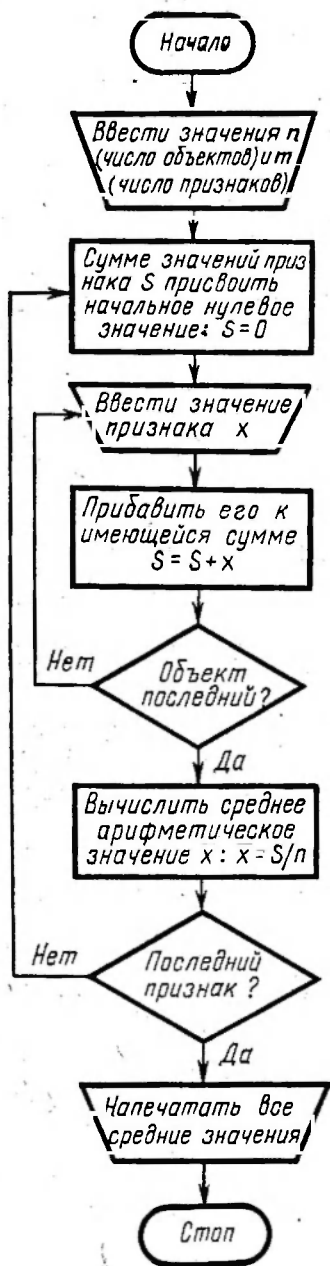 Начало
Ввести значения n
(число объектов) и m
(число признаков)
Сумме значений приз
нака S присвоить
начальное нулевое
значение: S=0
Ввести значение
признака x
Прибавить его к
имеющейся сумме
S=S+x
Нет
Объект
последний?
Да
Вычислить среднее
арифметическое
значение x: x̄=S/n
Нет
Последний
признак?
Да
Напечатать все
средние значения
Стоп